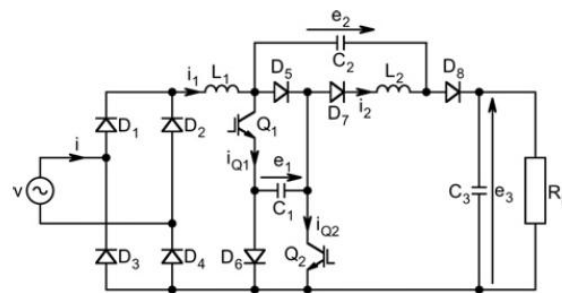 e₂
i₁
L₁
D₅
C₂
L₂
D₈
D₁
D₂
Q₁
D₇
i₂
i
iQ1
e₁
v
C₁
iQ2
C₃
e₃
R
D₃
D₄
D₆
Q₂